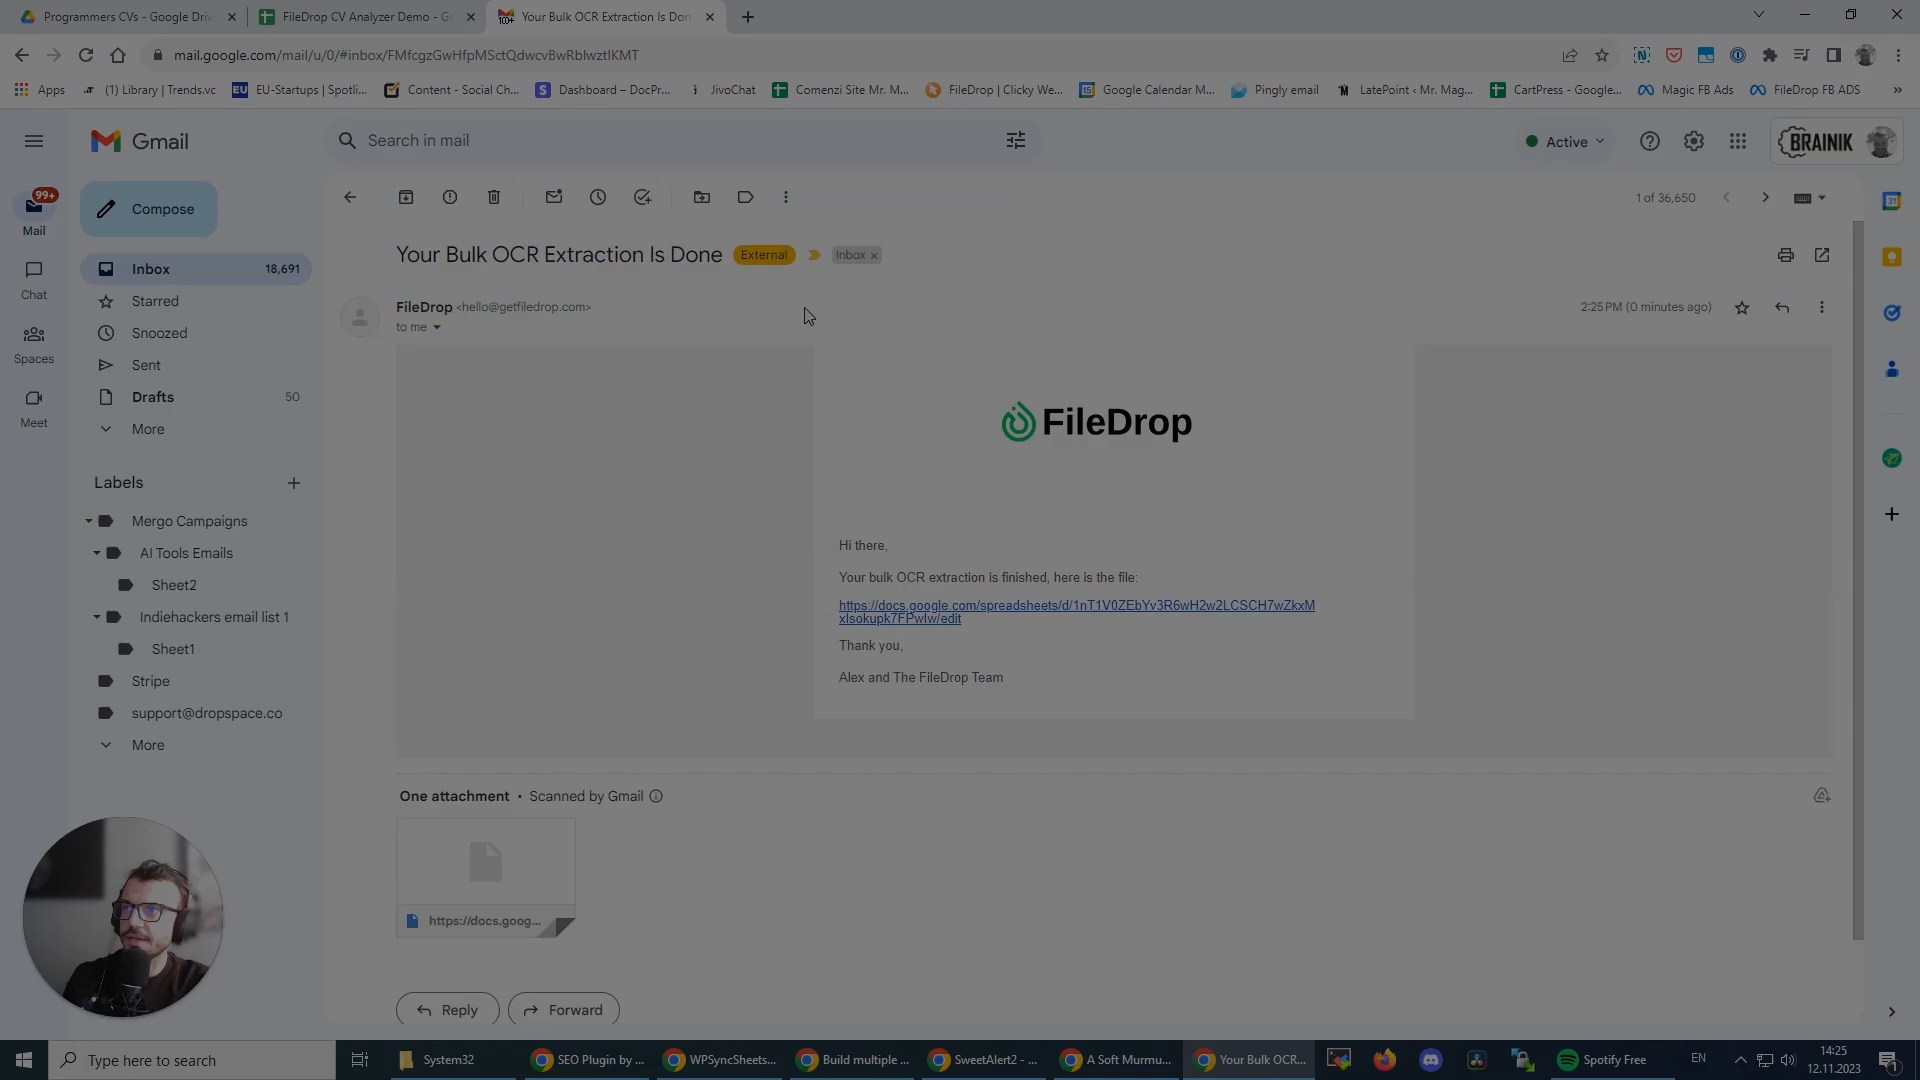 Programmers CVs - Google Driv
FileDrop CV Analyzer Demo - Go
Your Bulk OCR Extraction Is Don
mail.google.com/mail/u/0/#inbox/FMfcgzGwHfpMSctQdwcvBwRblwztlKMT
Apps
(1) Library | Trends.vc
EU-Startups | Spotli...
Content - Social Ch...
Dashboard – DocPr...
JivoChat
Comenzi Site Mr. M...
FileDrop | Clicky We...
Google Calendar M...
Pingly email
LatePoint ‹ Mr. Mag...
CartPress - Google...
Magic FB Ads
FileDrop FB ADS
»
Gmail
Search in mail
Active
BRAINIK
99+
Mail
Chat
Spaces
Meet
Compose
Inbox 18,691
Starred
Snoozed
Sent
Drafts 50
More
Labels
Mergo Campaigns
AI Tools Emails
Sheet2
Indiehackers email list 1
Sheet1
Stripe
support@dropspace.co
More
1 of 36,650
Your Bulk OCR Extraction Is Done External Inbox x
FileDrop <hello@getfiledrop.com>
2:25 PM (0 minutes ago)
to me
FileDrop
Hi there,
Your bulk OCR extraction is finished, here is the file:
https://docs.google.com/spreadsheets/d/1nT1V0ZEbYv3R6wH2w2LCSCH7wZkxM
xlsokupk7FPwlw/edit
Thank you,
Alex and The FileDrop Team
One attachment • Scanned by Gmail
https://docs.goog...
Reply
Forward
Type here to search
System32
SEO Plugin by ...
WPSyncSheets...
Build multiple ...
SweetAlert2 - ...
A Soft Murmu...
Your Bulk OCR...
Spotify Free
EN
14:25
12.11.2023
1